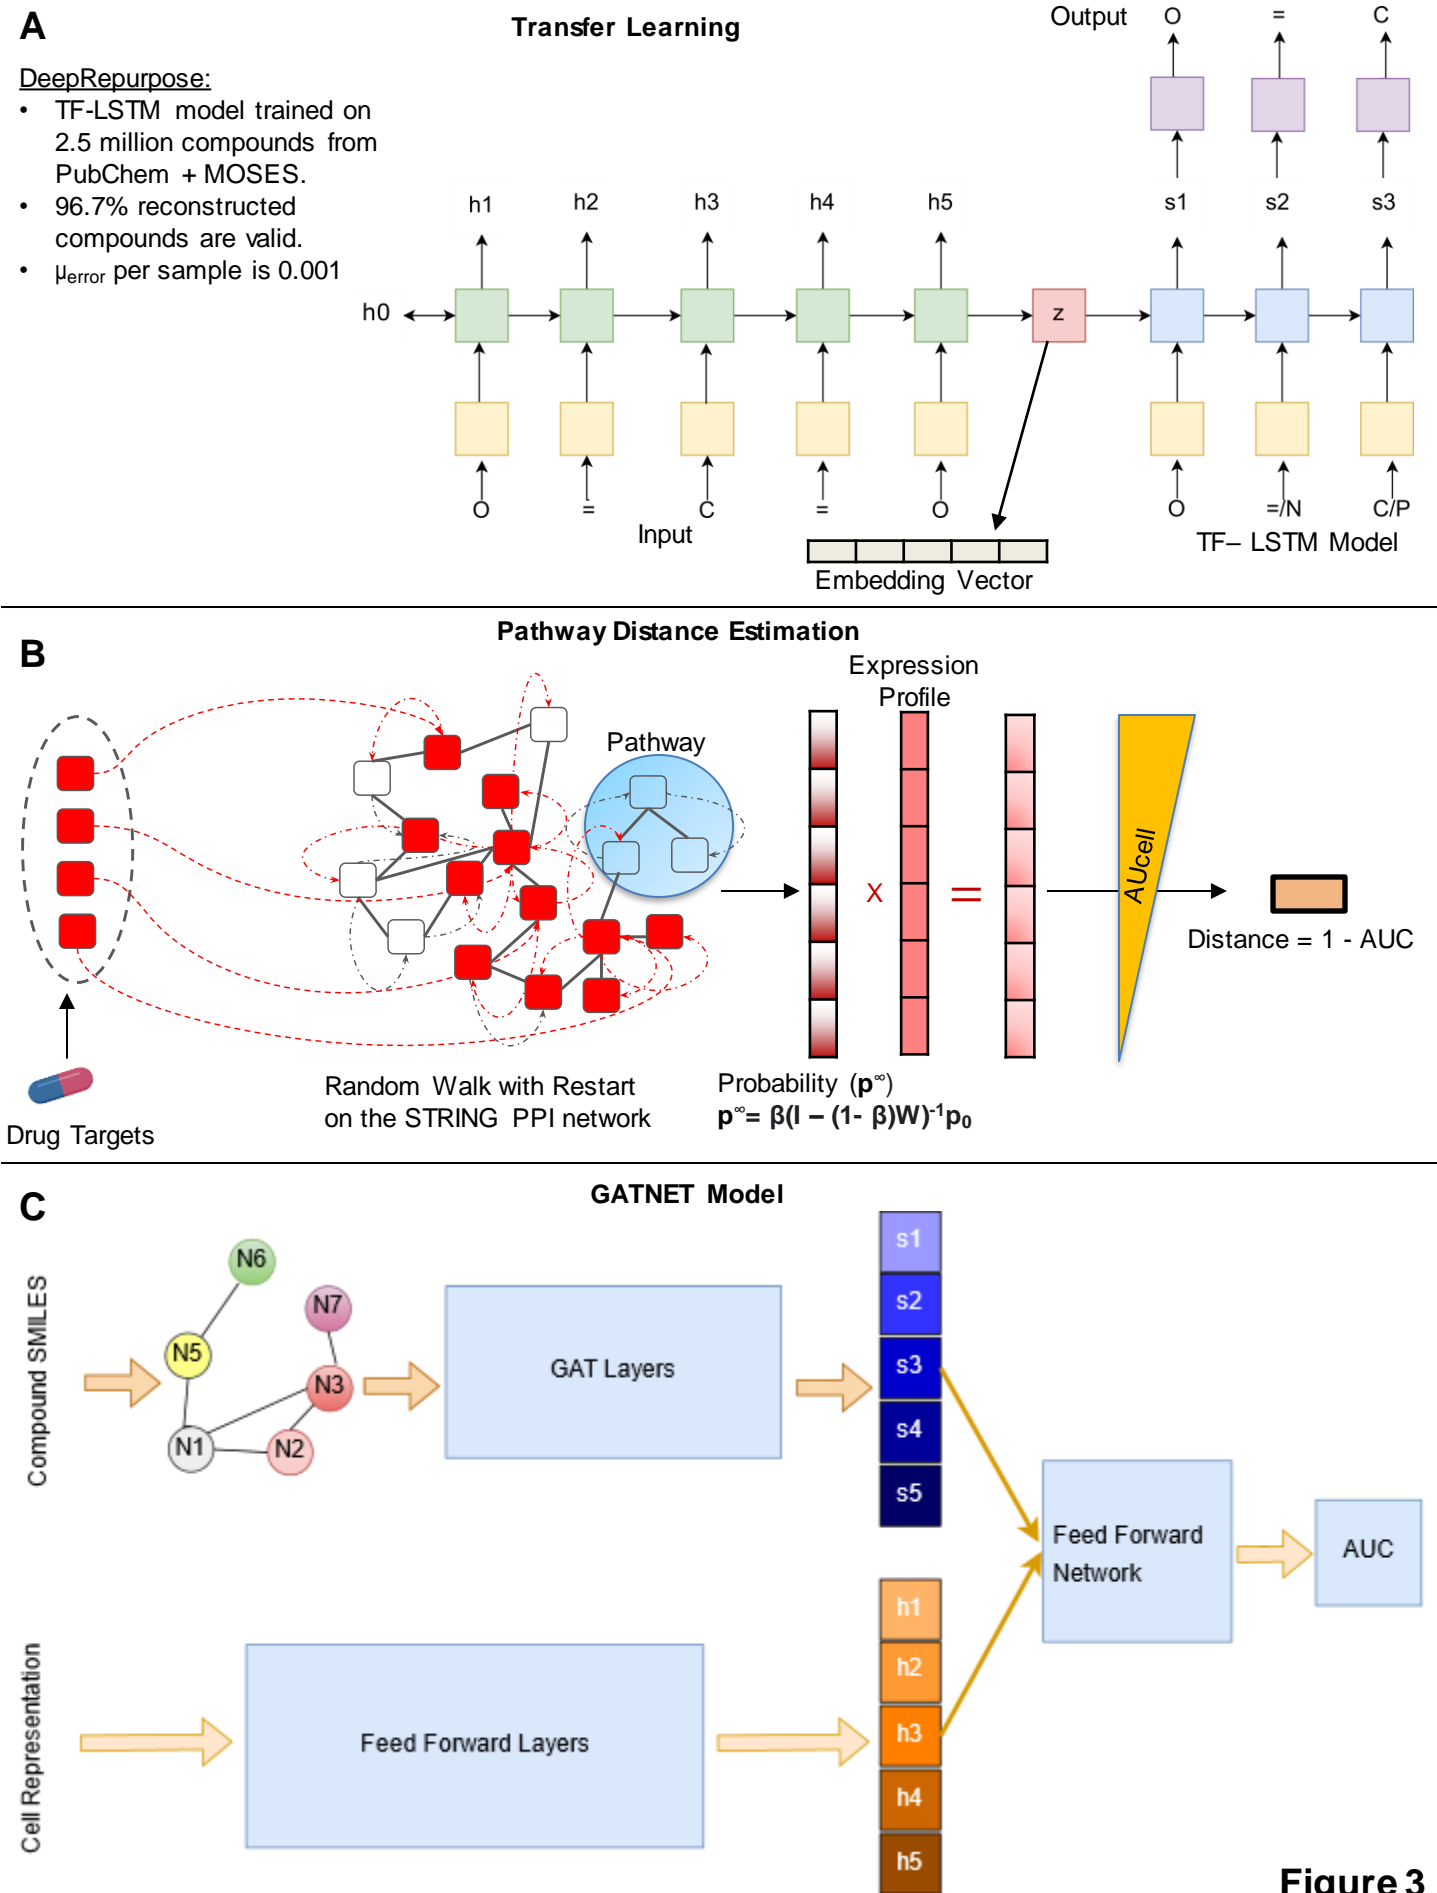 A
Transfer Learning
Output O = C
DeepRepurpose:
• TF-LSTM model trained on
2.5 million compounds from
PubChem + MOSES.
• 96.7% reconstructed
compounds are valid.
• μerror per sample is 0.001
h1 h2 h3 h4 h5 s1 s2 s3
h0 z
O = C = O O =/N C/P
Input
TF– LSTM Model
Embedding Vector
B
Pathway Distance Estimation
Expression
Profile
Pathway
X =
AUcell
Distance = 1 - AUC
Drug Targets
Random Walk with Restart
on the STRING PPI network
Probability (p∞)
p∞= β(I – (1- β)W)-1p0
C
GATNET Model
Compound SMILES
N6
N7
N5
N3
N1
N2
GAT Layers
s1
s2
s3
s4
s5
Feed Forward
Network
AUC
Cell Representation
Feed Forward Layers
h1
h2
h3
h4
h5
Figure 3